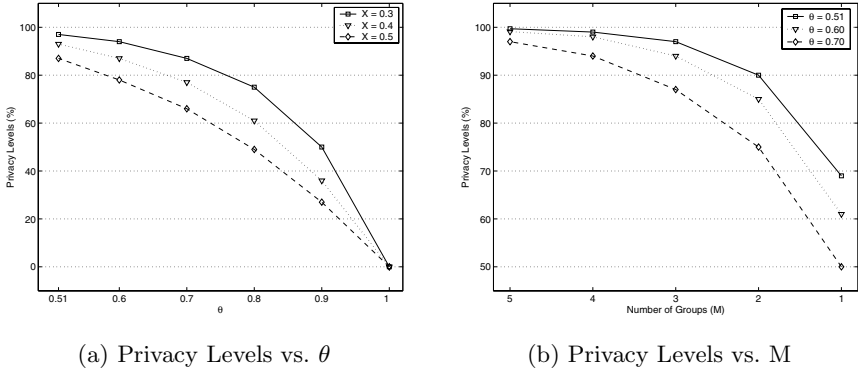 X = 0.3
X = 0.4
X = 0.5
Privacy Levels (%)
100
80
60
40
20
0
0.51 0.6 0.7 0.8 0.9 1
θ
(a) Privacy Levels vs. θ
θ = 0.51
θ = 0.60
θ = 0.70
Privacy Levels (%)
100
90
80
70
60
50
5 4 3 2 1
Number of Groups (M)
(b) Privacy Levels vs. M